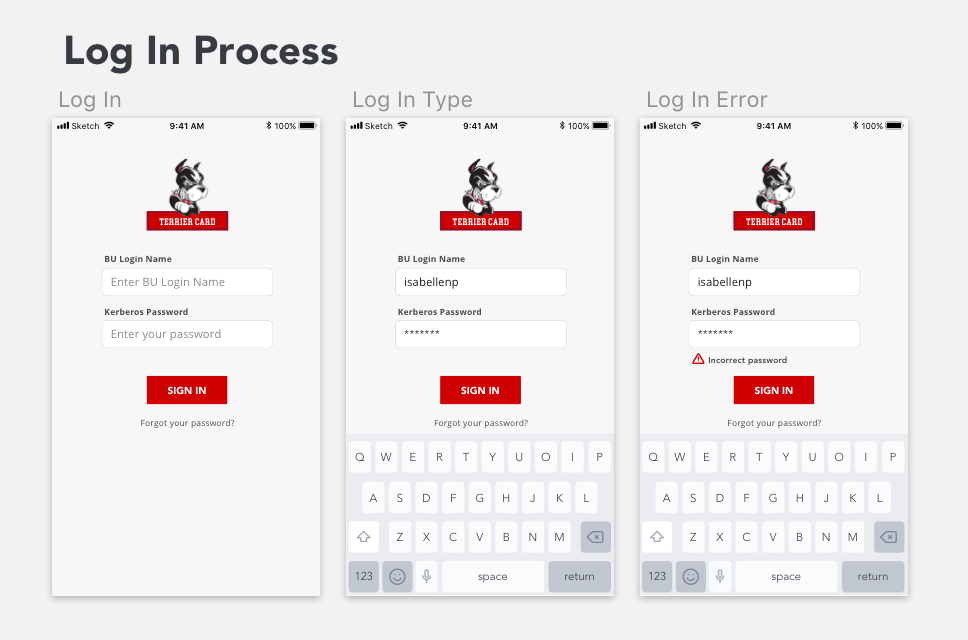 Log In Process
Log In
Sketch 9:41 AM 100%
TERRIER CARD
BU Login Name
Enter BU Login Name
Kerberos Password
Enter your password
SIGN IN
Forgot your password?
Log In Type
Sketch 9:41 AM 100%
TERRIER CARD
BU Login Name
isabellenp
Kerberos Password
*******
SIGN IN
Forgot your password?
Q W E R T Y U O I P
A S D F G H J K L
Z X C V B N M
123 space return
Log In Error
Sketch 9:41 AM 100%
TERRIER CARD
BU Login Name
isabellenp
Kerberos Password
*******
Incorrect password
SIGN IN
Forgot your password?
Q W E R T Y U O I P
A S D F G H J K L
Z X C V B N M
123 space return